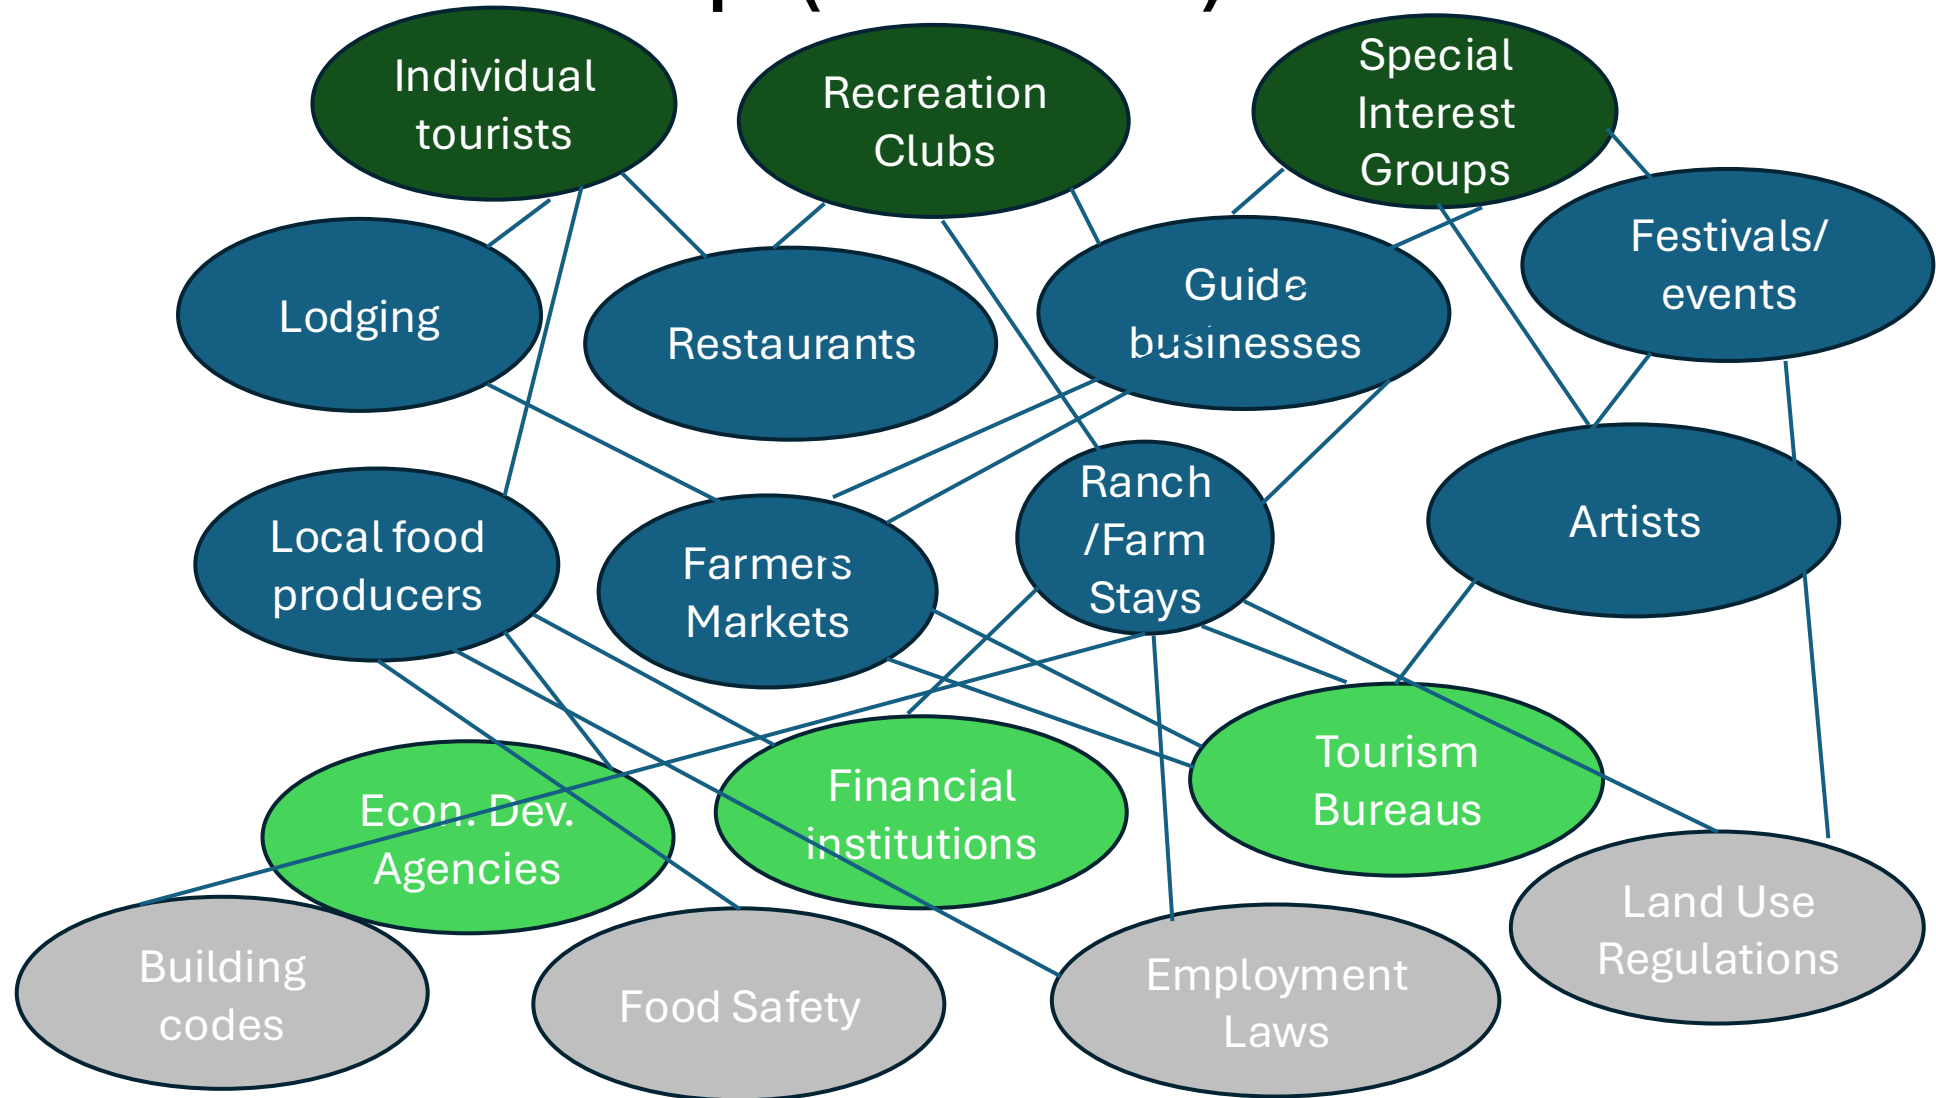 Individual
tourists
Recreation
Clubs
Special
Interest
Groups
Lodging
Restaurants
Guide
businesses
Festivals/
events
Local food
producers
Farmers
Markets
Ranch
/Farm
Stays
Artists
Econ. Dev.
Agencies
Financial
institutions
Tourism
Bureaus
Building
codes
Food Safety
Employment
Laws
Land Use
Regulations